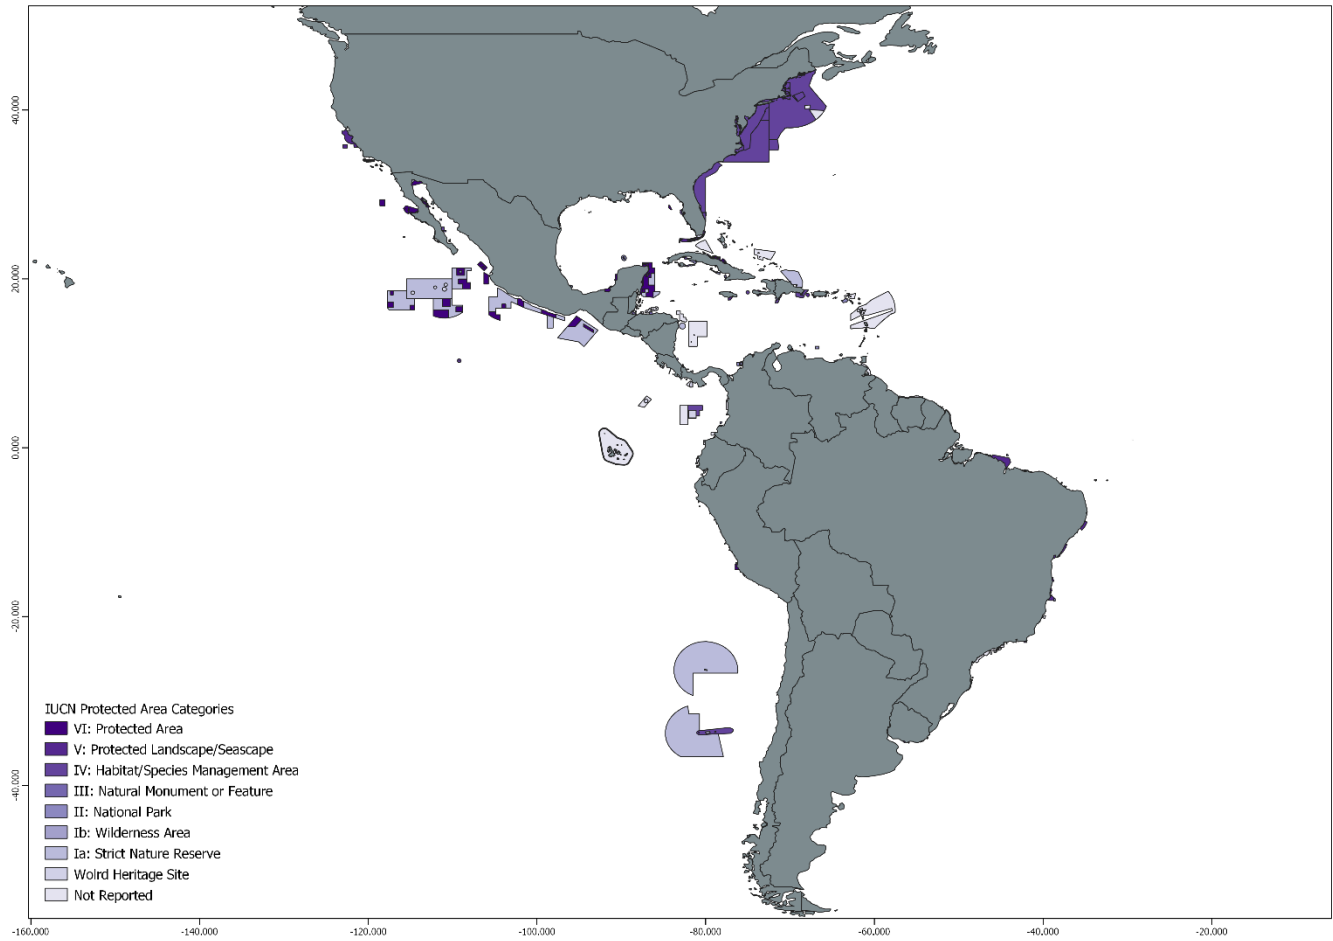 40.000
20.000
0.000
-20.000
-40.000
IUCN Protected Area Categories
VI: Protected Area
V: Protected Landscape/Seascape
IV: Habitat/Species Management Area
III: Natural Monument or Feature
II: National Park
Ib: Wilderness Area
Ia: Strict Nature Reserve
Wolrd Heritage Site
Not Reported
-160.000 -140.000 -120.000 -100.000 -80.000 -60.000 -40.000 -20.000